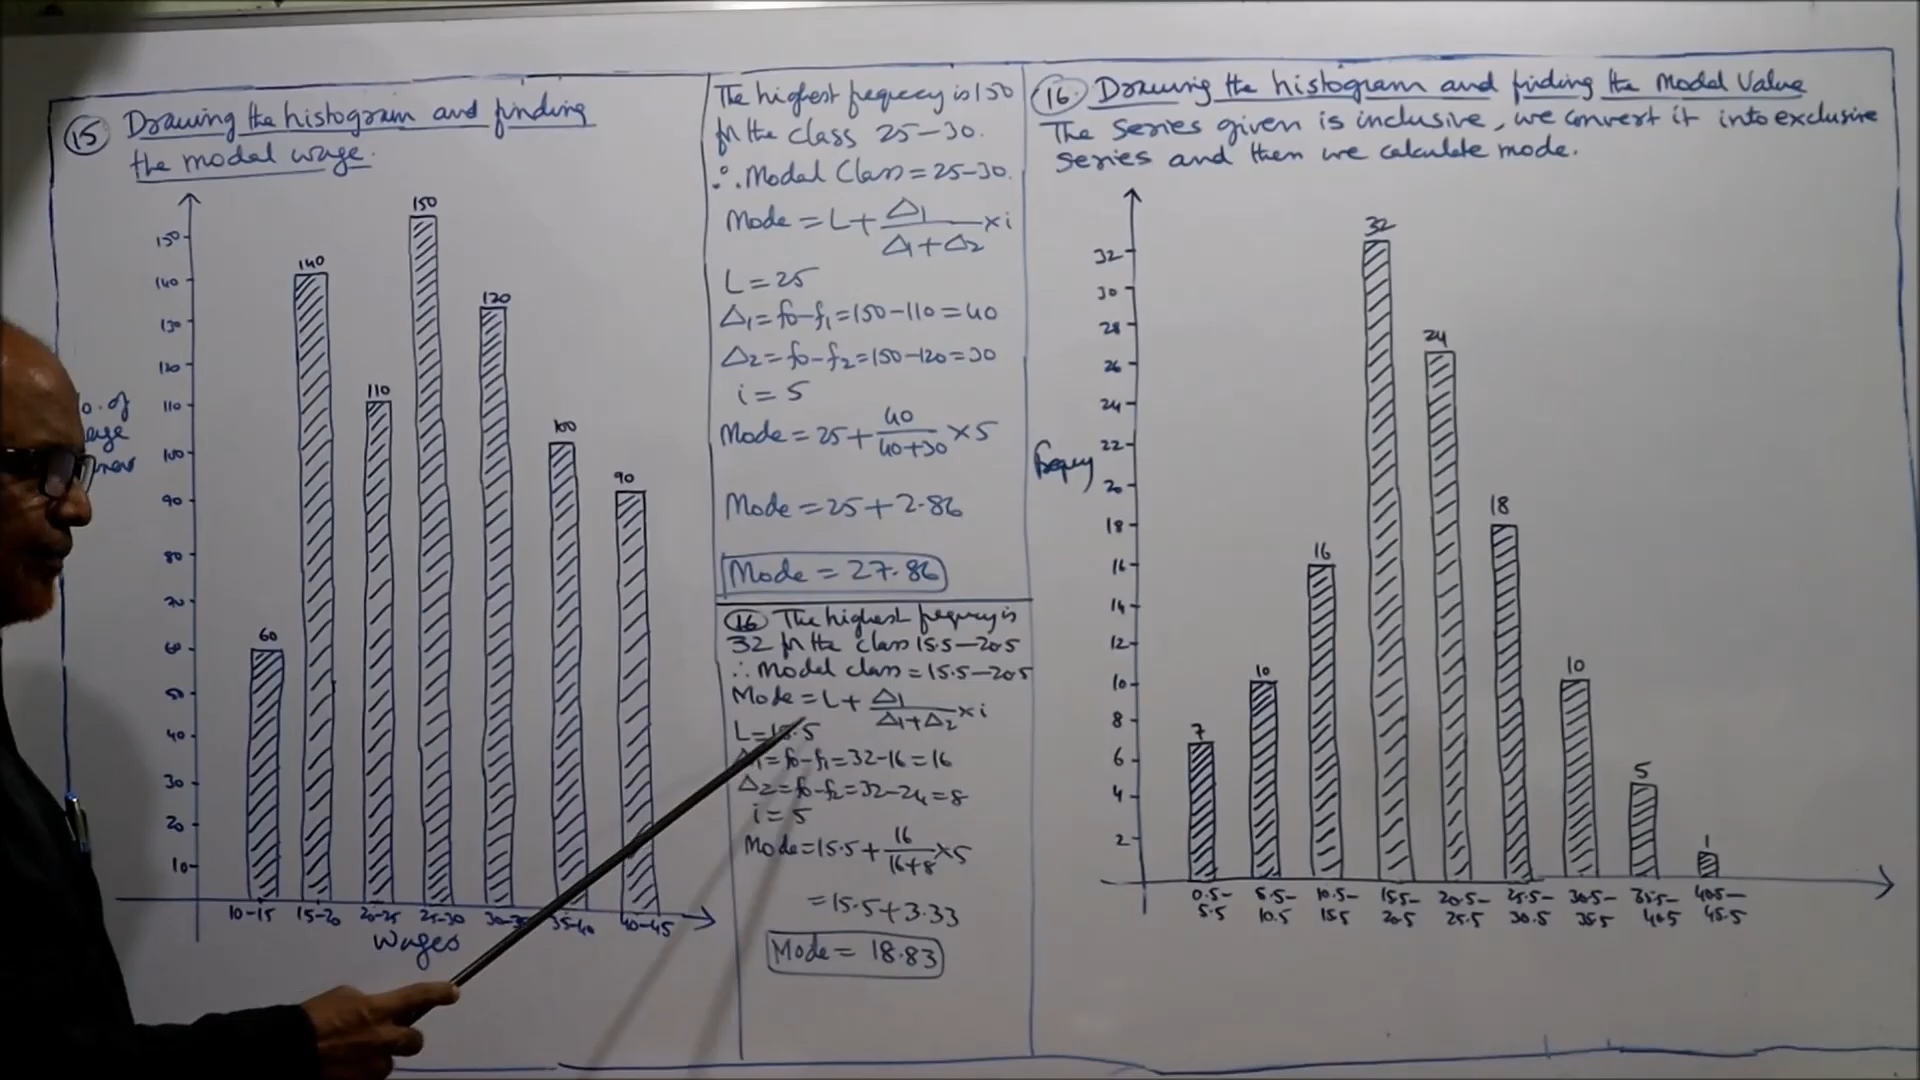 15 Drawing the histogram and finding
the modal wage.
150
140
130
120
110
100
90
80
70
60
50
40
30
20
10
60
140
110
150
120
100
90
10-15 15-20 20-25 25-30 30-35 35-40 40-45
Wages
The highest frequency is 150
for the class 25-30.
∴ Modal Class = 25-30.
Mode = L + Δ1/Δ1+Δ2 × i
L = 25
Δ1 = f0 - f1 = 150 - 110 = 40
Δ2 = f0 - f2 = 150 - 120 = 30
i = 5
Mode = 25 + 40/40+30 × 5
Mode = 25 + 2.86
Mode = 27.86
16 The highest frequency is
32 for the class 15.5-20.5
∴ Model class = 15.5-20.5
Mode = L + Δ1/Δ1+Δ2 × i
L = 15.5
Δ1 = f0 - f1 = 32 - 16 = 16
Δ2 = f0 - f2 = 32 - 24 = 8
i = 5
Mode = 15.5 + 16/16+8 × 5
= 15.5 + 3.33
Mode = 18.83
16 Drawing the histogram and finding the Modal Value
The series given is inclusive, we convert it into exclusive
series and then we calculate mode.
32
30
28
26
24
22
20
18
16
14
12
10
8
6
4
2
7
10
16
32
24
18
10
5
1
0.5-5.5 5.5-10.5 10.5-15.5 15.5-20.5 20.5-25.5 25.5-30.5 30.5-35.5 35.5-40.5 40.5-45.5